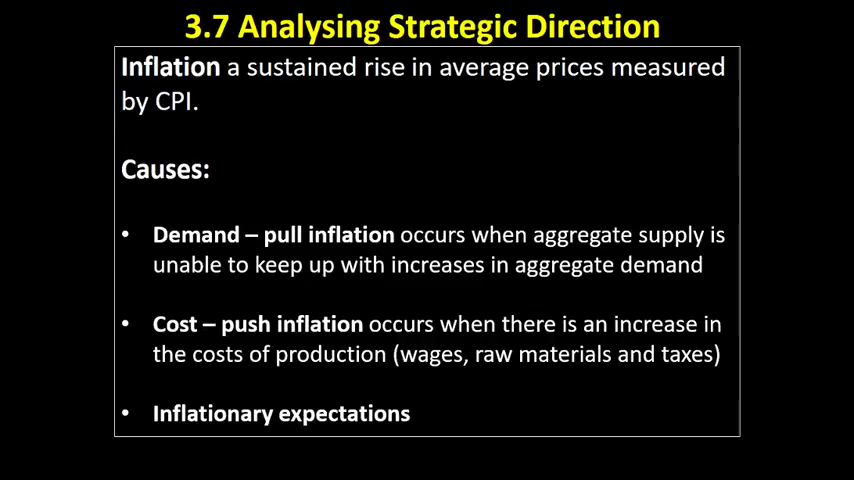 3.7 Analysing Strategic Direction
Inflation a sustained rise in average prices measured
by CPI.
Causes:
• Demand – pull inflation occurs when aggregate supply is
unable to keep up with increases in aggregate demand
• Cost – push inflation occurs when there is an increase in
the costs of production (wages, raw materials and taxes)
• Inflationary expectations